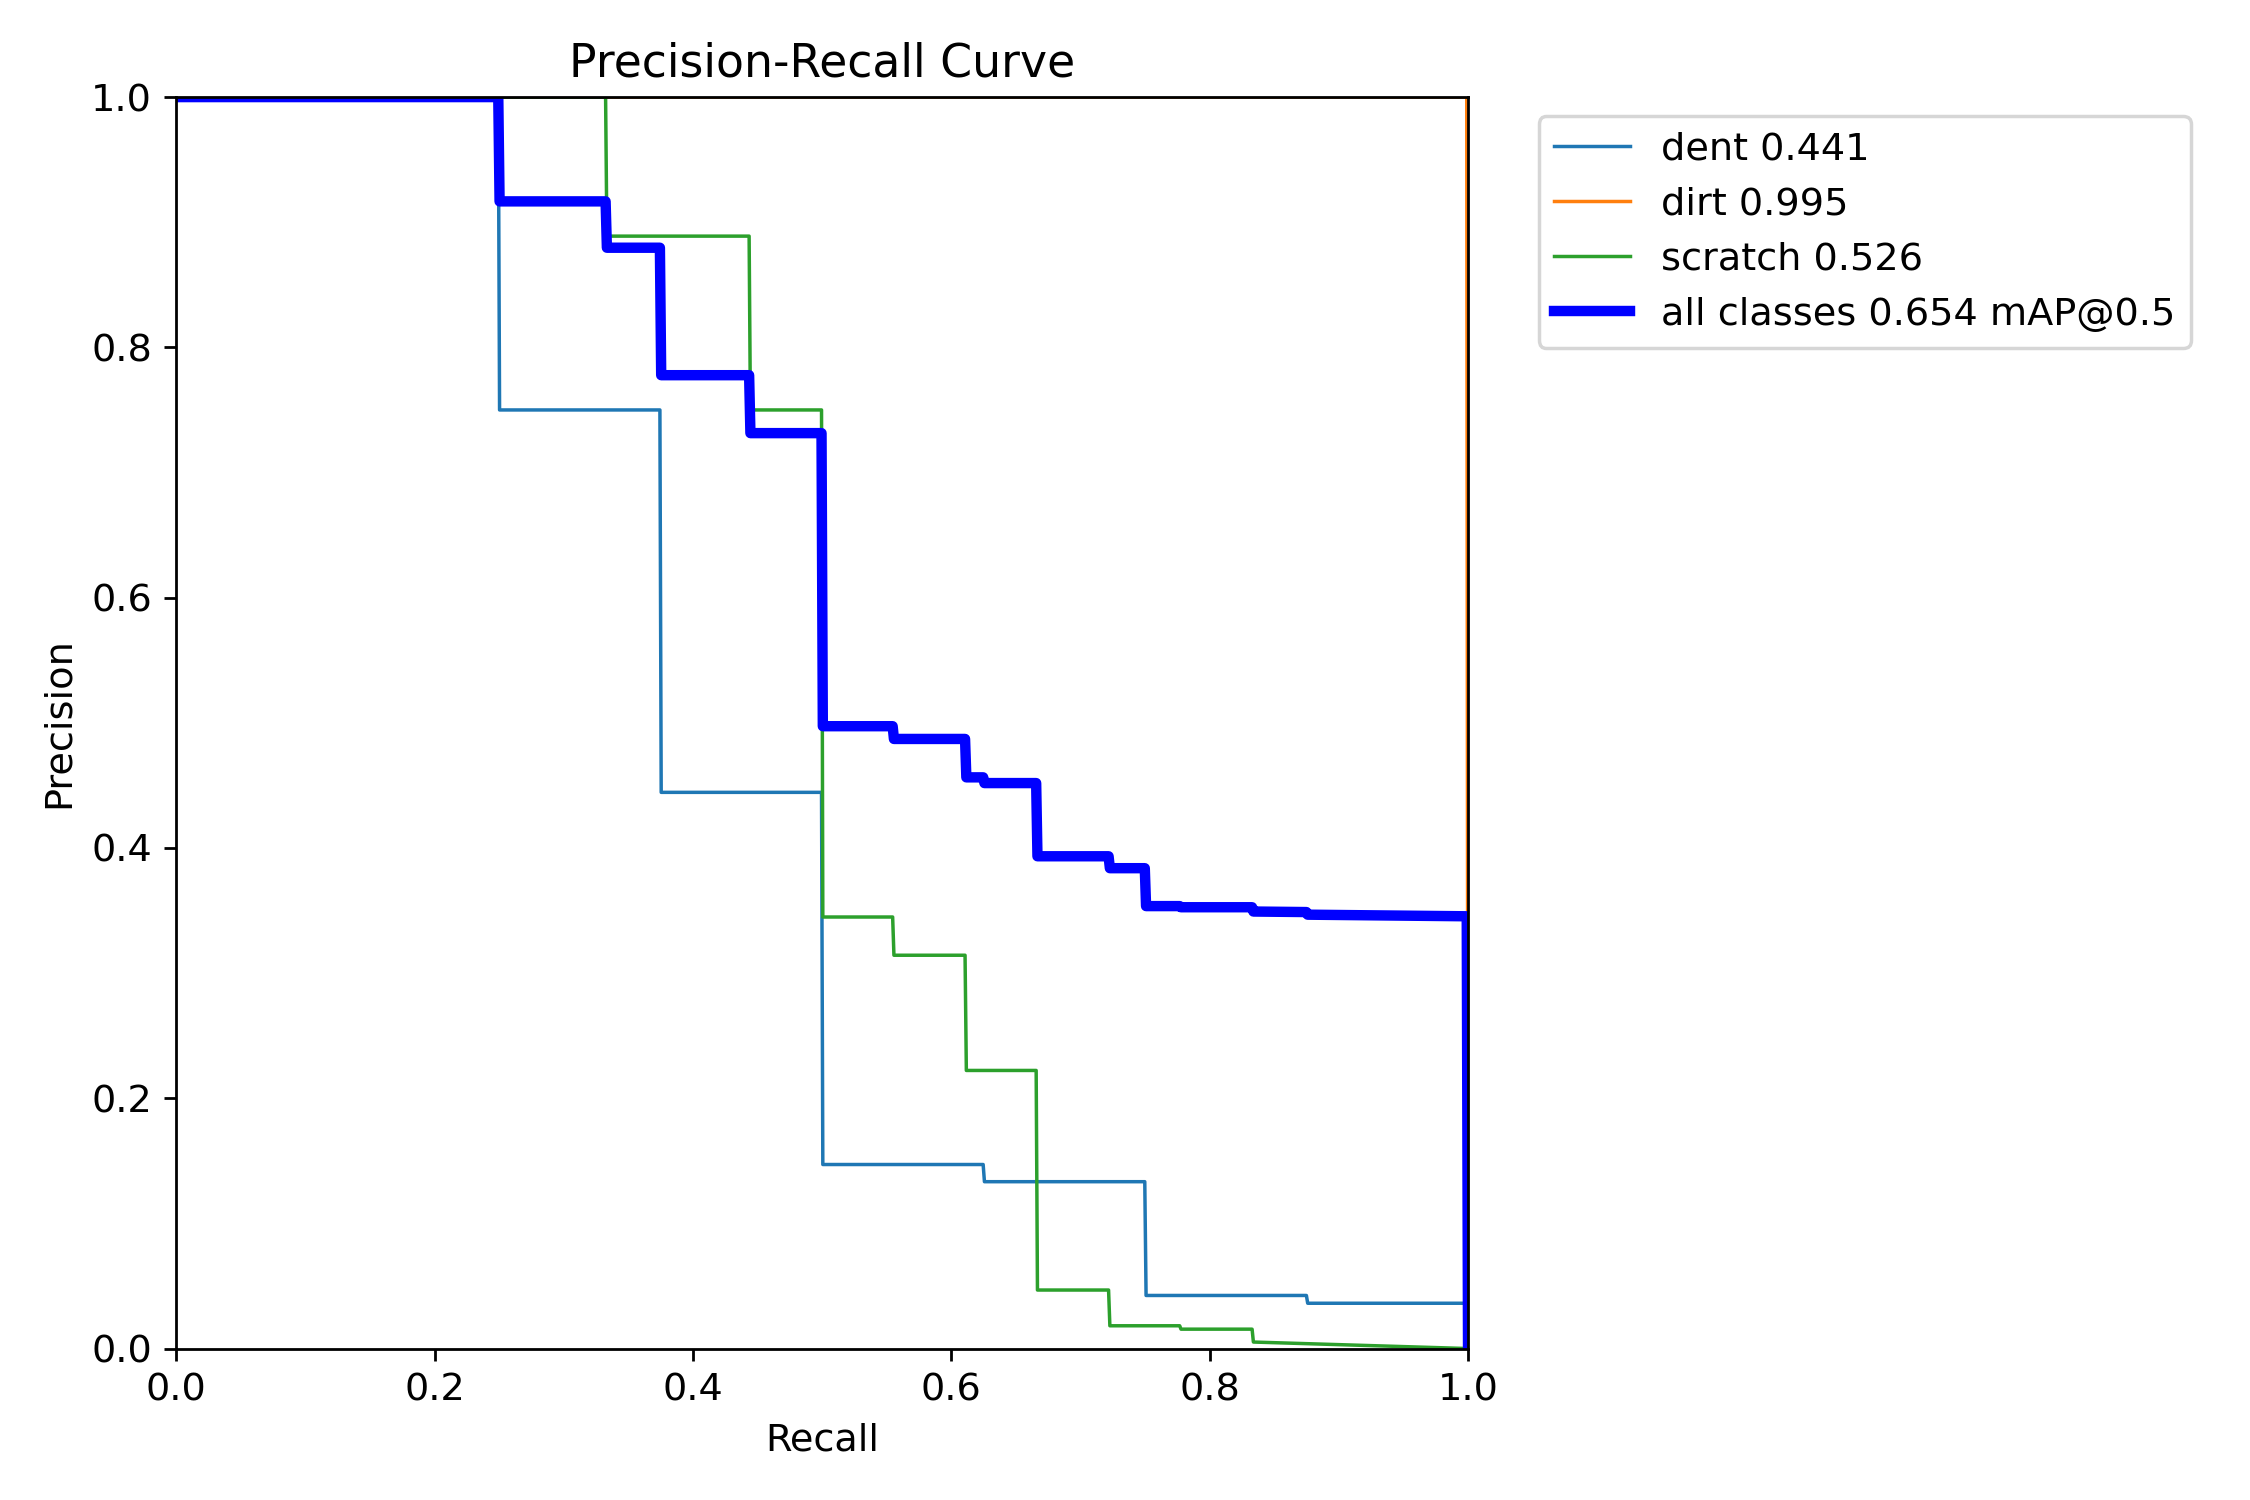 Precision-Recall Curve
1.0
0.8
0.6
0.4
0.2
0.0
Precision
0.0 0.2 0.4 0.6 0.8 1.0
Recall
dent 0.441
dirt 0.995
scratch 0.526
all classes 0.654 mAP@0.5